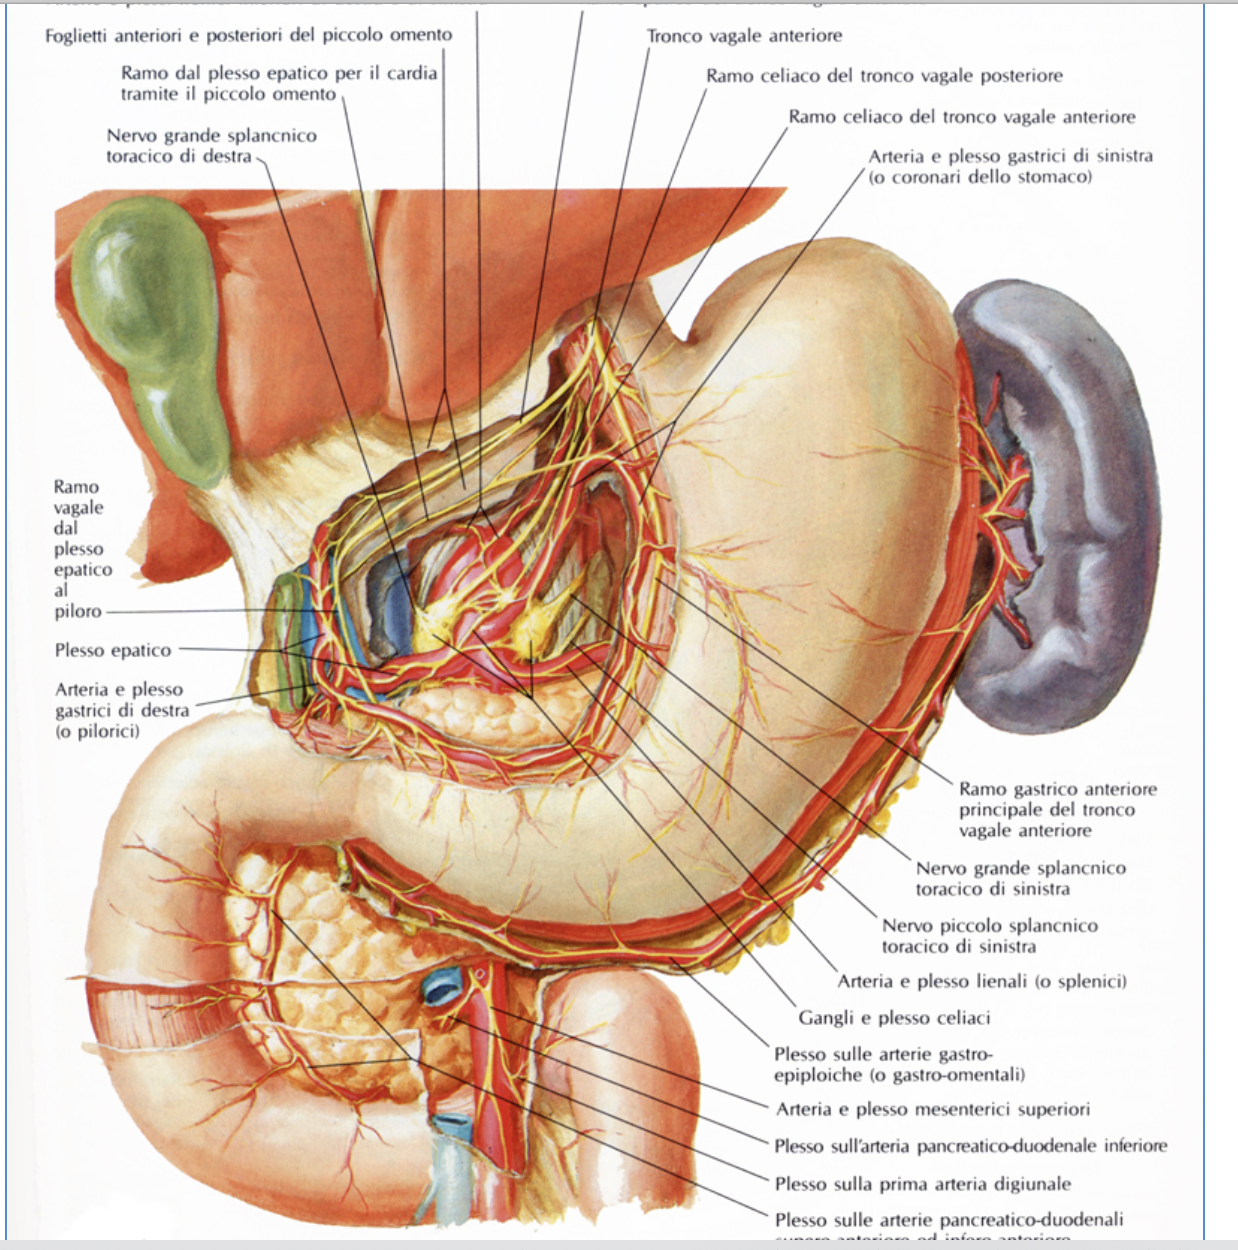 Foglietti anteriori e posteriori del piccolo omento
Tronco vagale anteriore
Ramo dal plesso epatico per il cardia
tramite il piccolo omento
Ramo celiaco del tronco vagale posteriore
Nervo grande splancnico
toracico di destra
Ramo celiaco del tronco vagale anteriore
Arteria e plesso gastrici di sinistra
(o coronari dello stomaco)
Ramo
vagale
dal
plesso
epatico
al
piloro
Plesso epatico
Arteria e plesso
gastrici di destra
(o pilorici)
Ramo gastrico anteriore
principale del tronco
vagale anteriore
Nervo grande splancnico
toracico di sinistra
Nervo piccolo splancnico
toracico di sinistra
Arteria e plesso lienali (o splenici)
Gangli e plesso celiaci
Plesso sulle arterie gastro-
epiploiche (o gastro-omentali)
Arteria e plesso mesenterici superiori
Plesso sull'arteria pancreatico-duodenale inferiore
Plesso sulla prima arteria digiunale
Plesso sulle arterie pancreatico-duodenali